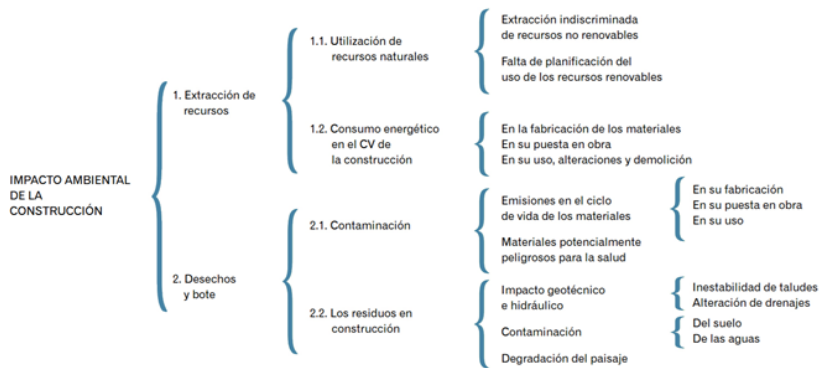 IMPACTO AMBIENTAL
DE LA
CONSTRUCCIÓN
1. Extracción de
recursos
1.1. Utilización de
recursos naturales
Extracción indiscriminada
de recursos no renovables
Falta de planificación del
uso de los recursos renovables
1.2. Consumo energético
en el CV de
la construcción
En la fabricación de los materiales
En su puesta en obra
En su uso, alteraciones y demolición
2. Desechos
y bote
2.1. Contaminación
Emisiones en el ciclo
de vida de los materiales
En su fabricación
En su puesta en obra
En su uso
Materiales potencialmente
peligrosos para la salud
2.2. Los residuos en
construcción
Impacto geotécnico
e hidráulico
Inestabilidad de taludes
Alteración de drenajes
Contaminación
Del suelo
De las aguas
Degradación del paisaje